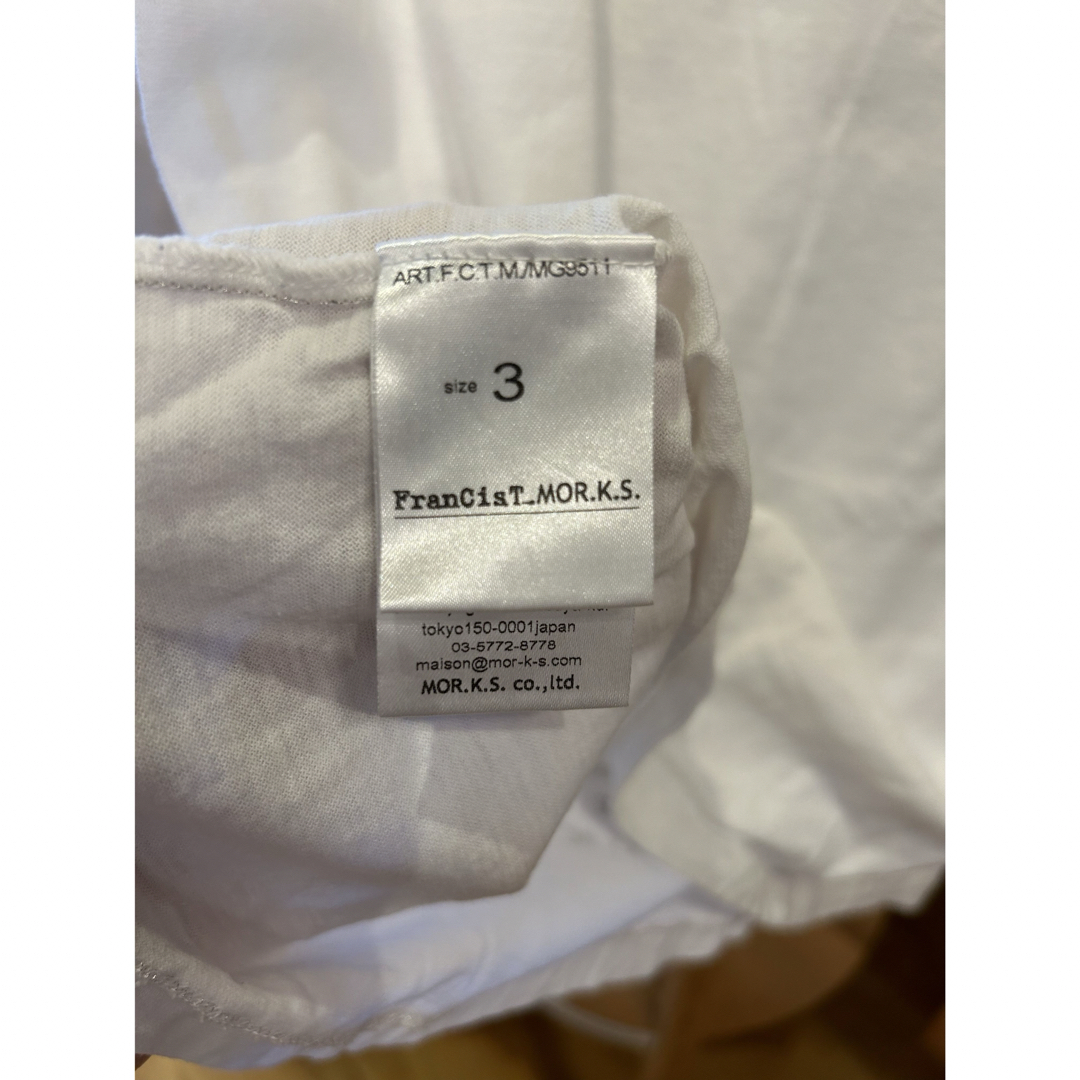 ART.F.C.T.M./MG9511
size 3
FranCisT_MOR.K.S.
tokyo150-0001japan
03-5772-8778
maison@mor-k-s.com
MOR.K.S. co.,ltd.